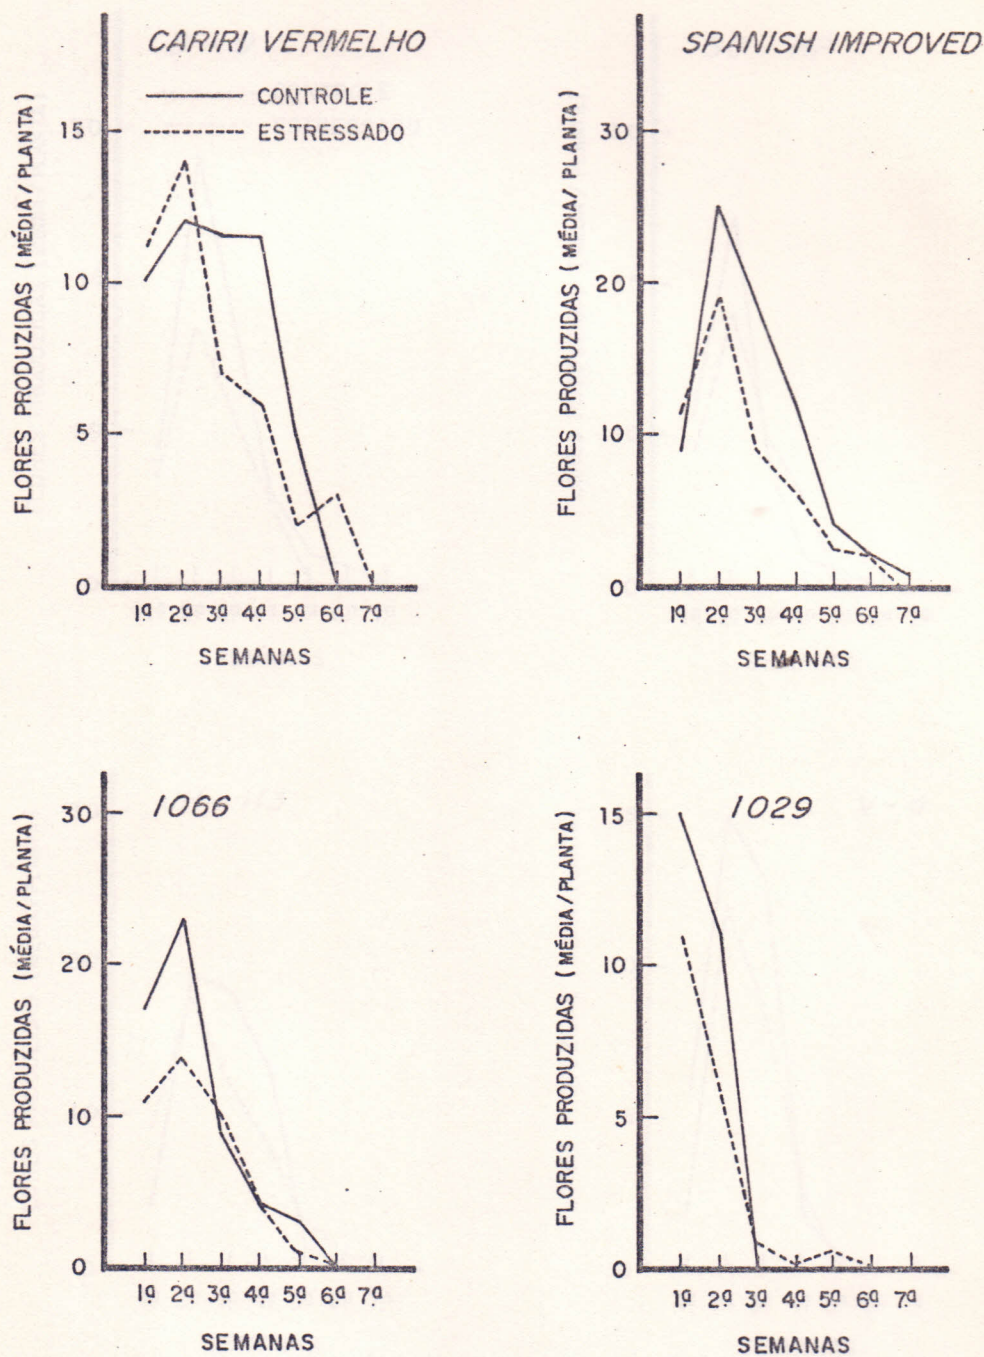 CARIRI VERMELHO
CONTROLE
ESTRESSADO
FLORES PRODUZIDAS (MÉDIA/PLANTA)
15
10
5
0
1ª 2ª 3ª 4ª 5ª 6ª 7ª
SEMANAS
SPANISH IMPROVED
FLORES PRODUZIDAS (MÉDIA/PLANTA)
30
20
10
0
1ª 2ª 3ª 4ª 5ª 6ª 7ª
SEMANAS
1066
FLORES PRODUZIDAS (MÉDIA/PLANTA)
30
20
10
0
1ª 2ª 3ª 4ª 5ª 6ª 7ª
SEMANAS
1029
FLORES PRODUZIDAS (MÉDIA/PLANTA)
15
10
5
0
1ª 2ª 3ª 4ª 5ª 6ª 7ª
SEMANAS